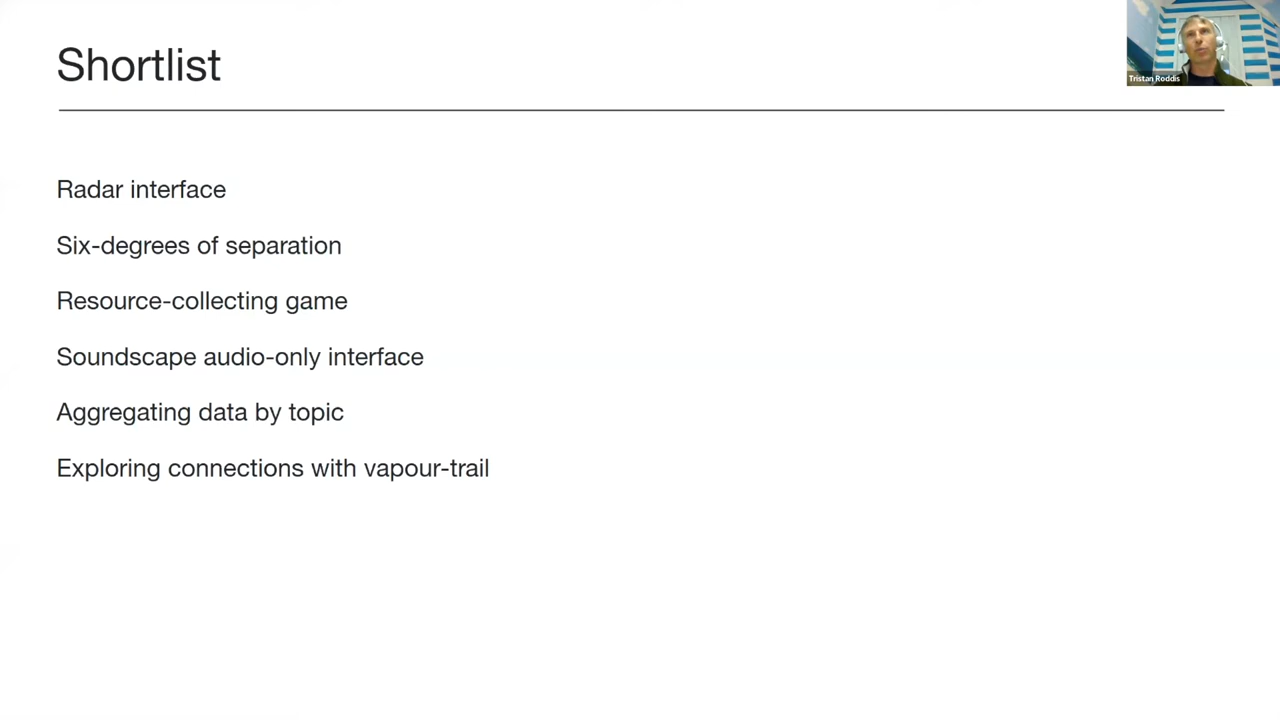 Shortlist
Tristan Roddis
Radar interface
Six-degrees of separation
Resource-collecting game
Soundscape audio-only interface
Aggregating data by topic
Exploring connections with vapour-trail